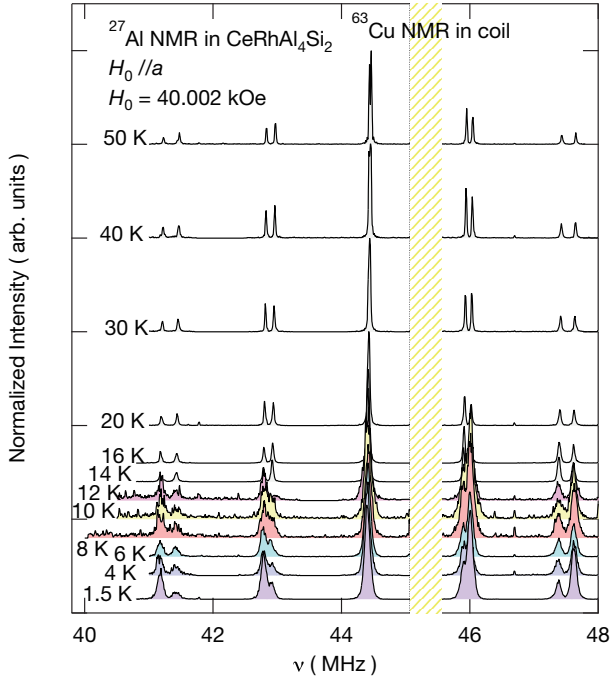 ²⁷Al NMR in CeRhAl₄Si₂
⁶³Cu NMR in coil
H₀ //a
H₀ = 40.002 kOe
Normalized Intensity ( arb. units )
50 K
40 K
30 K
20 K
16 K
14 K
12 K
10 K
8 K
6 K
4 K
1.5 K
40 42 44 46 48
ν ( MHz )